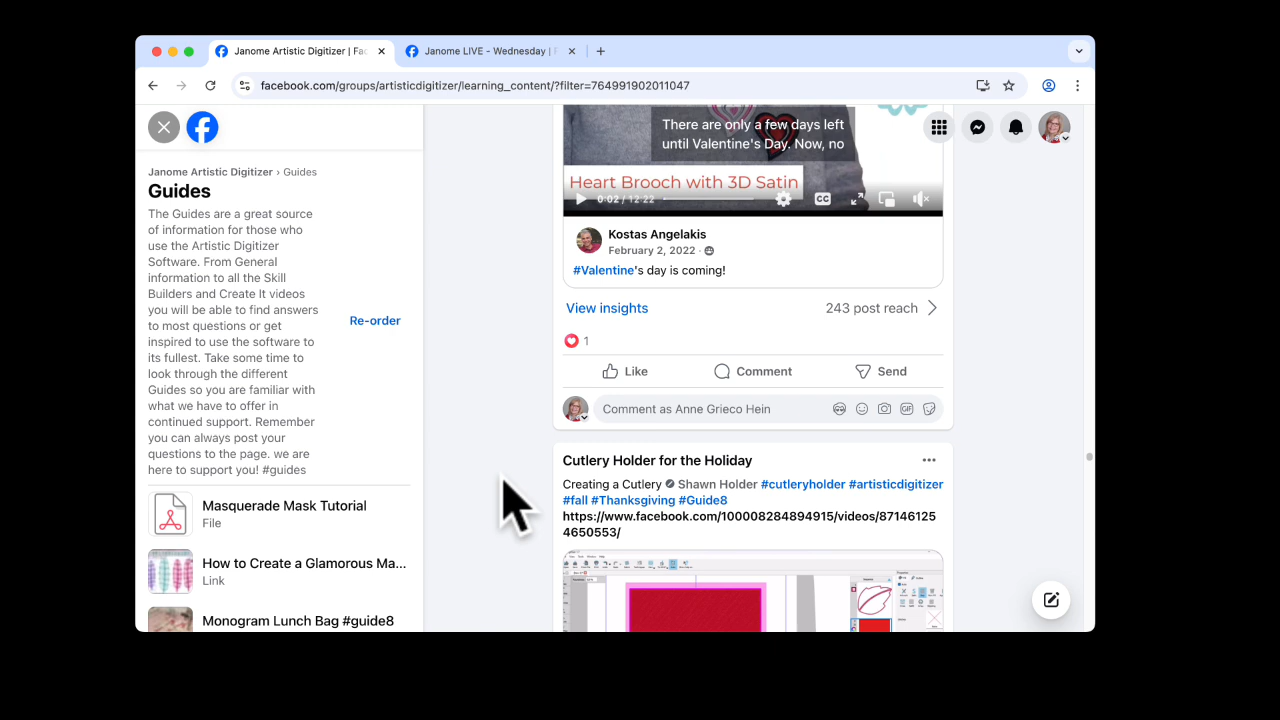 Janome Artistic Digitizer | Fac
Janome LIVE - Wednesday | F
facebook.com/groups/artisticdigitizer/learning_content/?filter=764991902011047
Janome Artistic Digitizer › Guides
Guides
The Guides are a great source
of information for those who
use the Artistic Digitizer
Software. From General
information to all the Skill
Builders and Create It videos
you will be able to find answers
to most questions or get
inspired to use the software to
its fullest. Take some time to
look through the different
Guides so you are familiar with
what we have to offer in
continued support. Remember
you can always post your
questions to the page. we are
here to support you! #guides
Re-order
Masquerade Mask Tutorial
File
How to Create a Glamorous Ma...
Link
Monogram Lunch Bag #guide8
There are only a few days left
until Valentine's Day. Now, no
Heart Brooch with 3D Satin
0:02 / 12:22
CC
Kostas Angelakis
February 2, 2022 ·
#Valentine's day is coming!
View insights
243 post reach
1
Like
Comment
Send
Comment as Anne Grieco Hein
GIF
Cutlery Holder for the Holiday
Creating a Cutlery Shawn Holder #cutleryholder #artisticdigitizer
#fall #Thanksgiving #Guide8
https://www.facebook.com/100008284894915/videos/87146125
4650553/